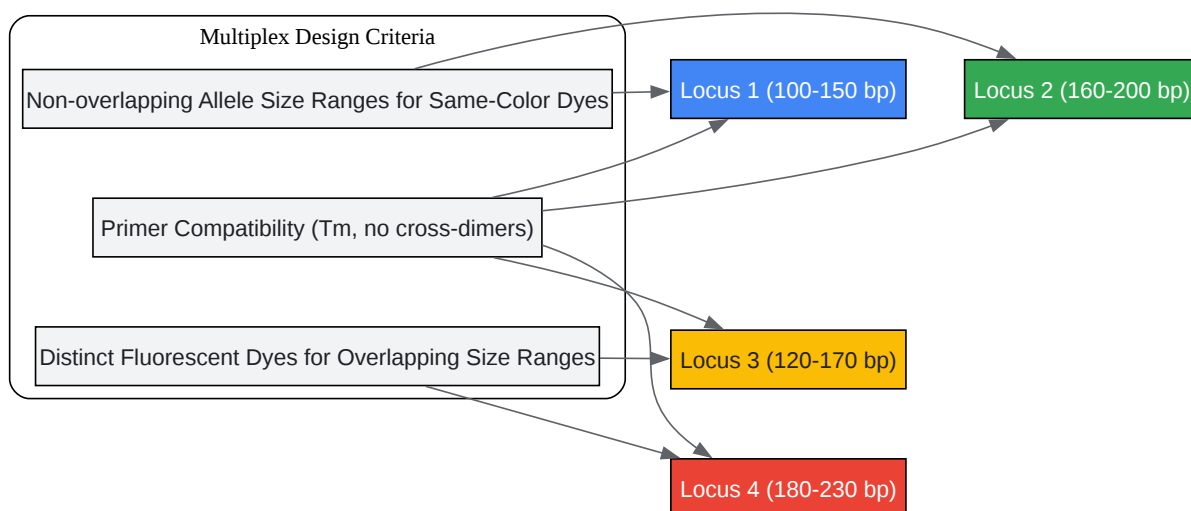 Multiplex Design Criteria
Non-overlapping Allele Size Ranges for Same-Color Dyes
Locus 1 (100-150 bp)
Locus 2 (160-200 bp)
Primer Compatibility (Tm, no cross-dimers)
Distinct Fluorescent Dyes for Overlapping Size Ranges
Locus 3 (120-170 bp)
Locus 4 (180-230 bp)